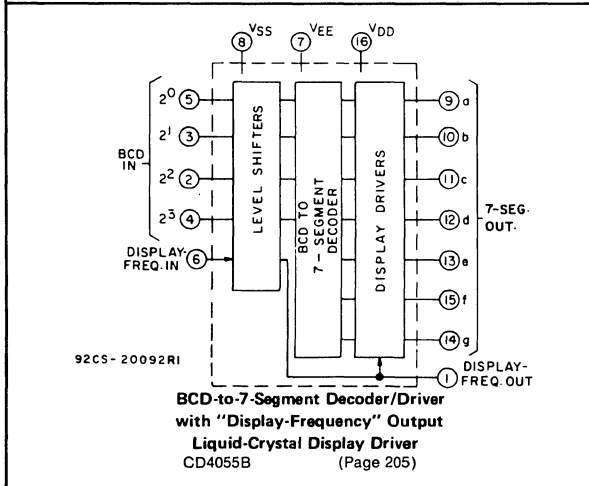 VSS VEE VDD
8 7 16
2⁰ 5
2¹ 3
BCD IN
2² 2
2³ 4
DISPLAY-FREQ. IN 6
LEVEL SHIFTERS
BCD TO
7-SEGMENT
DECODER
DISPLAY DRIVERS
9 a
10 b
11 c
12 d
13 e
15 f
14 g
7-SEG.
OUT.
92CS-20092RI
1 DISPLAY-
FREQ. OUT
BCD-to-7-Segment Decoder/Driver
with "Display-Frequency" Output
Liquid-Crystal Display Driver
CD4055B (Page 205)